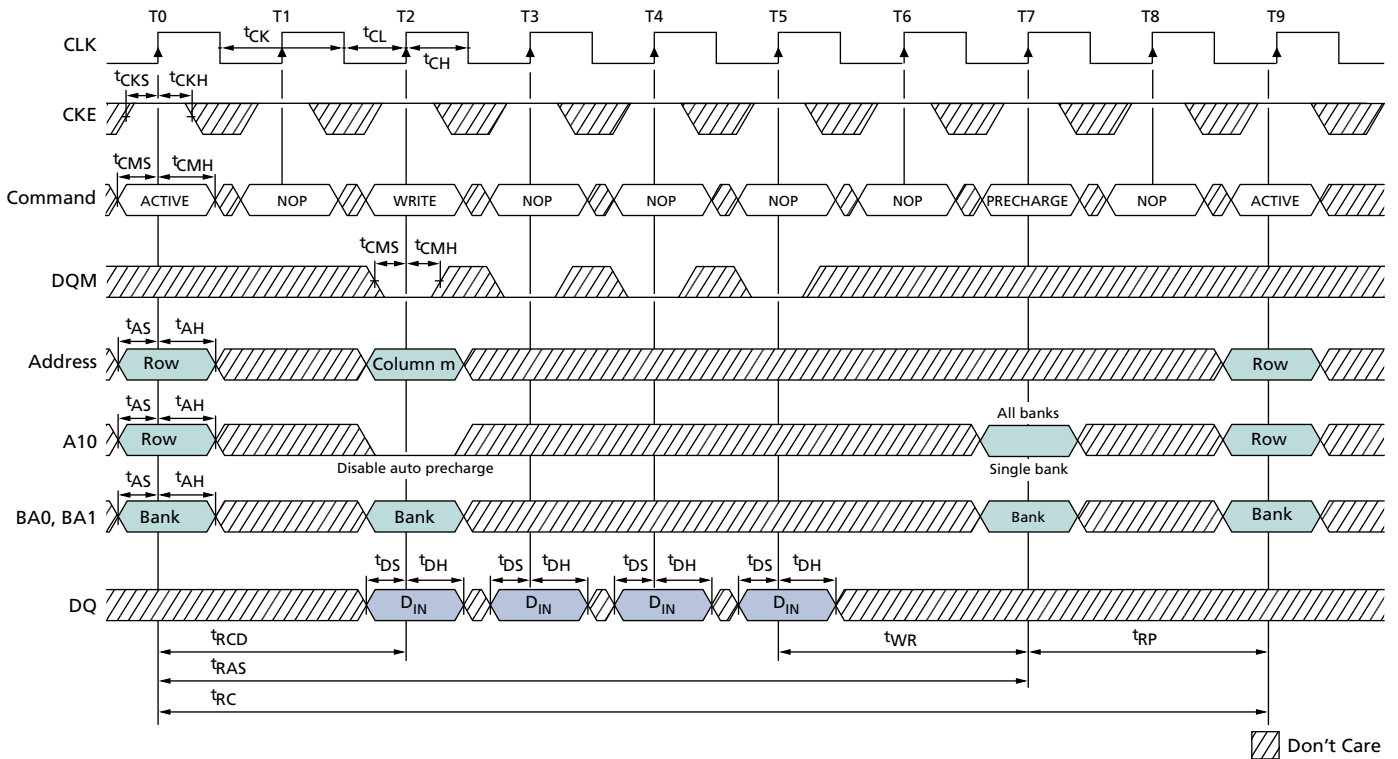 T0 T1 T2 T3 T4 T5 T6 T7 T8 T9
CLK tCK tCL tCH
tCKS tCKH
CKE
tCMS tCMH
Command ACTIVE NOP WRITE NOP NOP NOP NOP PRECHARGE NOP ACTIVE
tCMS tCMH
DQM
tAS tAH
Address Row Column m Row
tAS tAH All banks
A10 Row Row
Disable auto precharge Single bank
tAS tAH
BA0, BA1 Bank Bank Bank Bank
tDS tDH tDS tDH tDS tDH tDS tDH
DQ DIN DIN DIN DIN
tRCD tWR tRP
tRAS
tRC
Don't Care